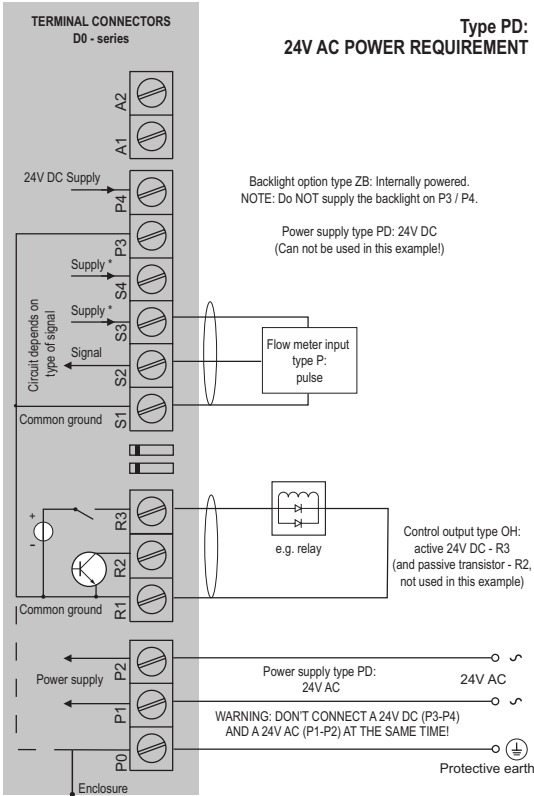 TERMINAL CONNECTORS
D0 - series
Type PD:
24V AC POWER REQUIREMENT
A2
A1
24V DC Supply
P4
Backlight option type ZB: Internally powered.
NOTE: Do NOT supply the backlight on P3 / P4.
P3
Power supply type PD: 24V DC
(Can not be used in this example!)
Supply *
S4
Supply *
S3
Circuit depends on
type of signal
Signal
S2
Flow meter input
type P:
pulse
Common ground
S1
+
-
R3
e.g. relay
R2
Control output type OH:
active 24V DC - R3
(and passive transistor - R2,
not used in this example)
Common ground
R1
P2
Power supply
Power supply type PD:
24V AC
24V AC
P1
WARNING: DON'T CONNECT A 24V DC (P3-P4)
AND A 24V AC (P1-P2) AT THE SAME TIME!
P0
Protective earth
Enclosure